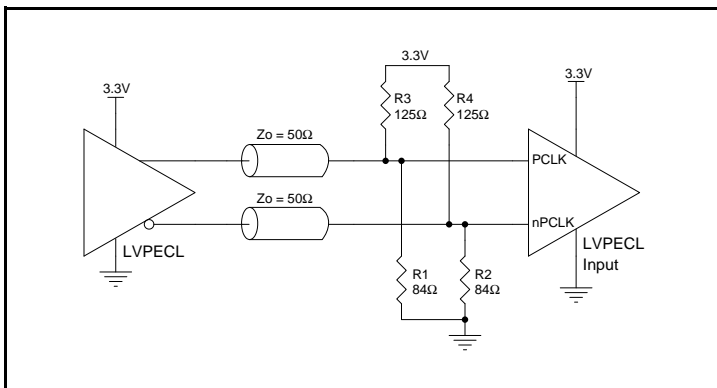 3.3V
3.3V
3.3V
R3
125Ω
R4
125Ω
Zo = 50Ω
PCLK
Zo = 50Ω
nPCLK
LVPECL
LVPECL
Input
R1
84Ω
R2
84Ω